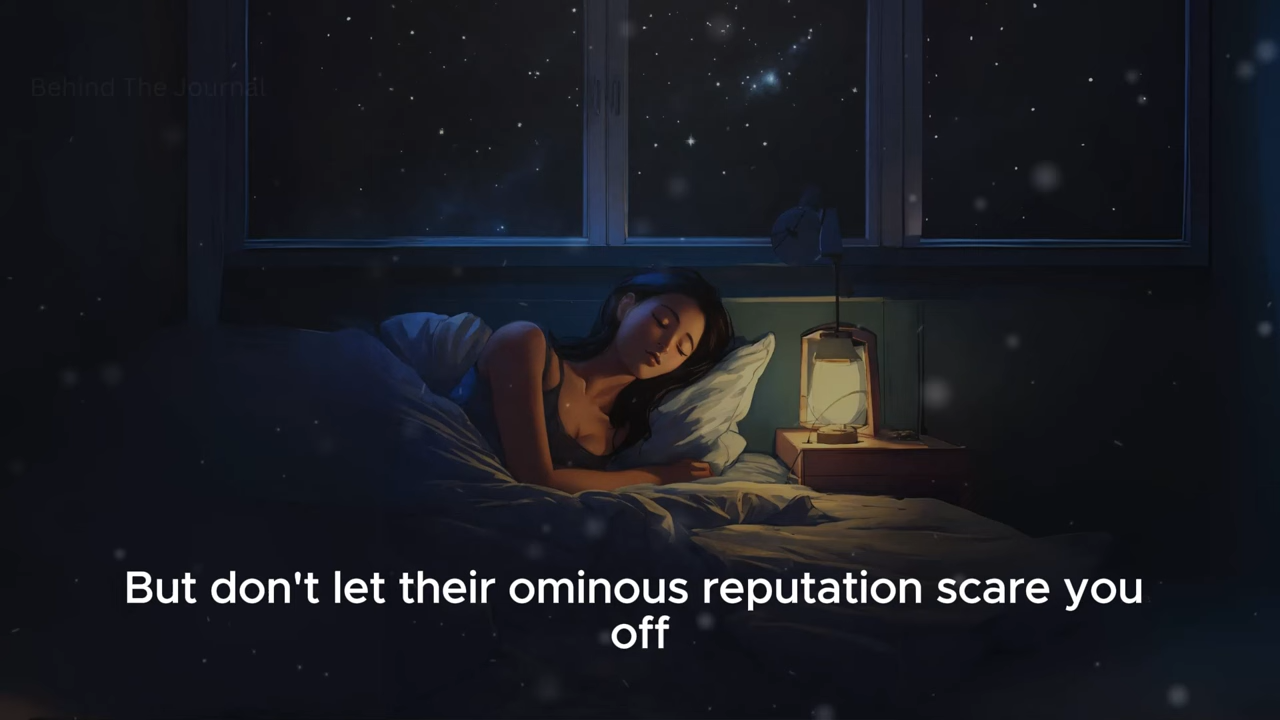 Behind The Journal
But don't let their ominous reputation scare you
off